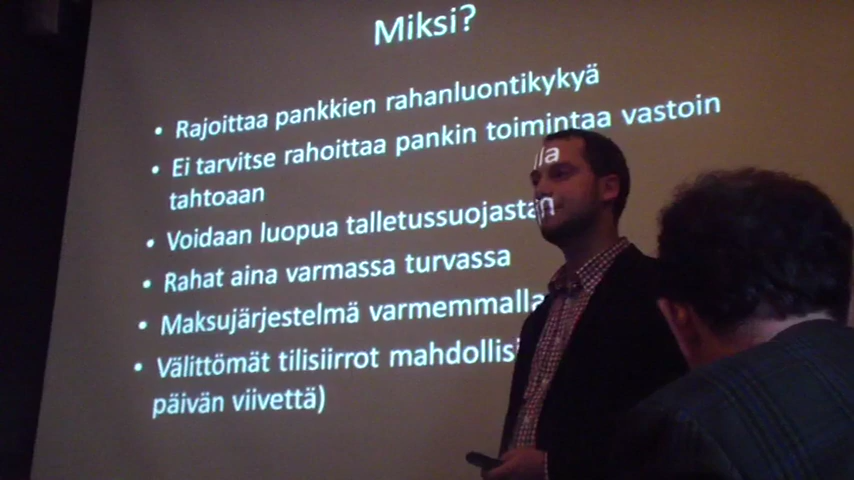 Miksi?
• Rajoittaa pankkien rahanluontikykyä
• Ei tarvitse rahoittaa pankin toimintaa vastoin
tahtoaan
• Voidaan luopua talletussuojasta
• Rahat aina varmassa turvassa
• Maksujärjestelmä varmemmalla
• Välittömät tilisiirrot
päivän viivettä)